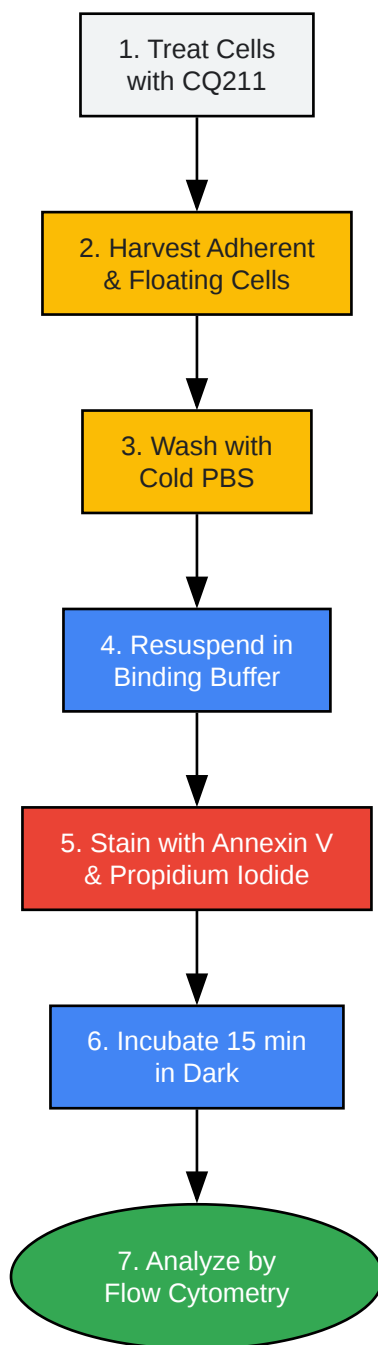 1. Treat Cells
with CQ211
2. Harvest Adherent
& Floating Cells
3. Wash with
Cold PBS
4. Resuspend in
Binding Buffer
5. Stain with Annexin V
& Propidium Iodide
6. Incubate 15 min
in Dark
7. Analyze by
Flow Cytometry